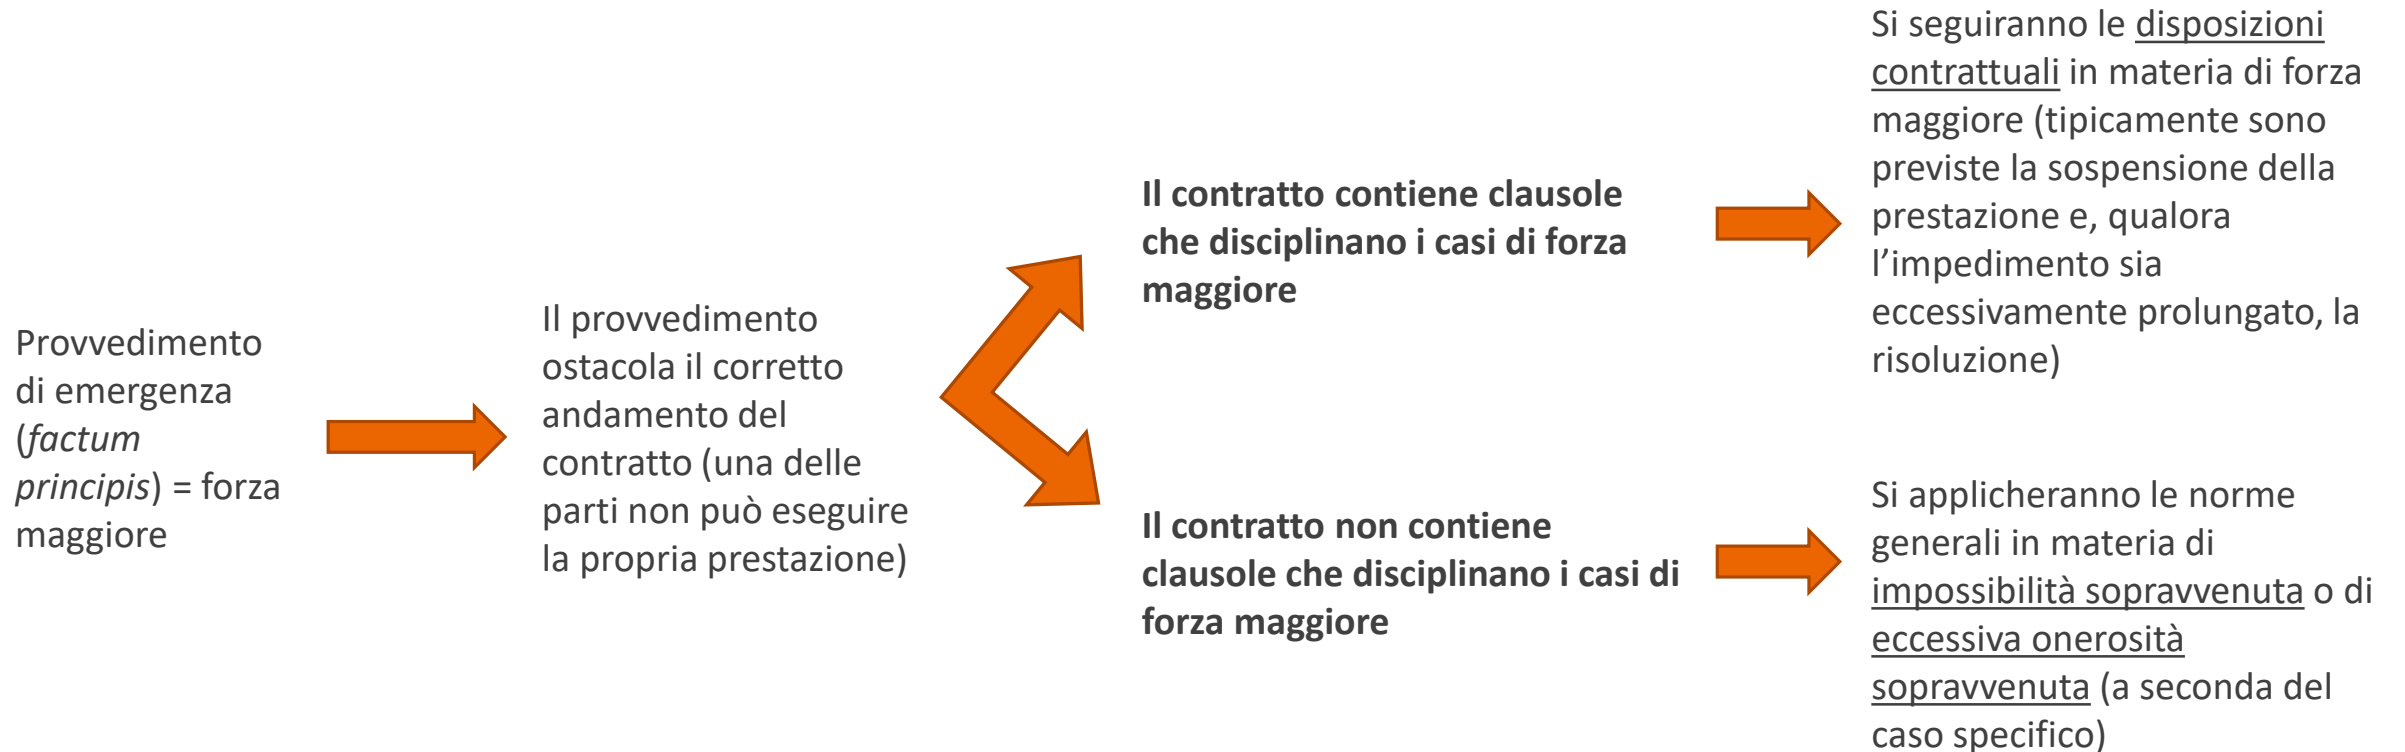 Provvedimento
di emergenza
(factum
principis) = forza
maggiore
Il provvedimento
ostacola il corretto
andamento del
contratto (una delle
parti non può eseguire
la propria prestazione)
Il contratto contiene clausole
che disciplinano i casi di forza
maggiore
Si seguiranno le disposizioni
contrattuali in materia di forza
maggiore (tipicamente sono
previste la sospensione della
prestazione e, qualora
l’impedimento sia
eccessivamente prolungato, la
risoluzione)
Il contratto non contiene
clausole che disciplinano i casi di
forza maggiore
Si applicheranno le norme
generali in materia di
impossibilità sopravvenuta o di
eccessiva onerosità
sopravvenuta (a seconda del
caso specifico)